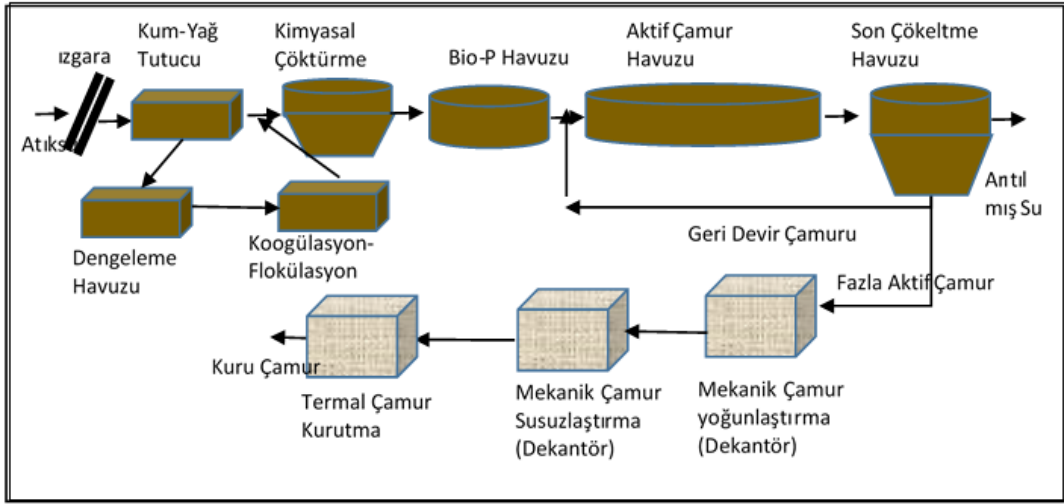 ızgara
Kum-Yağ
Tutucu
Kimyasal
Çöktürme
Bio-P Havuzu
Aktif Çamur
Havuzu
Son Çökeltme
Havuzu
Arıtıl
mış Su
Dengeleme
Havuzu
Koogülasyon-
Flokülasyon
Geri Devir Çamuru
Fazla Aktif Çamur
Kuru Çamur
Termal Çamur
Kurutma
Mekanik Çamur
Susuzlaştırma
(Dekantör)
Mekanik Çamur
yoğunlaştırma
(Dekantör)